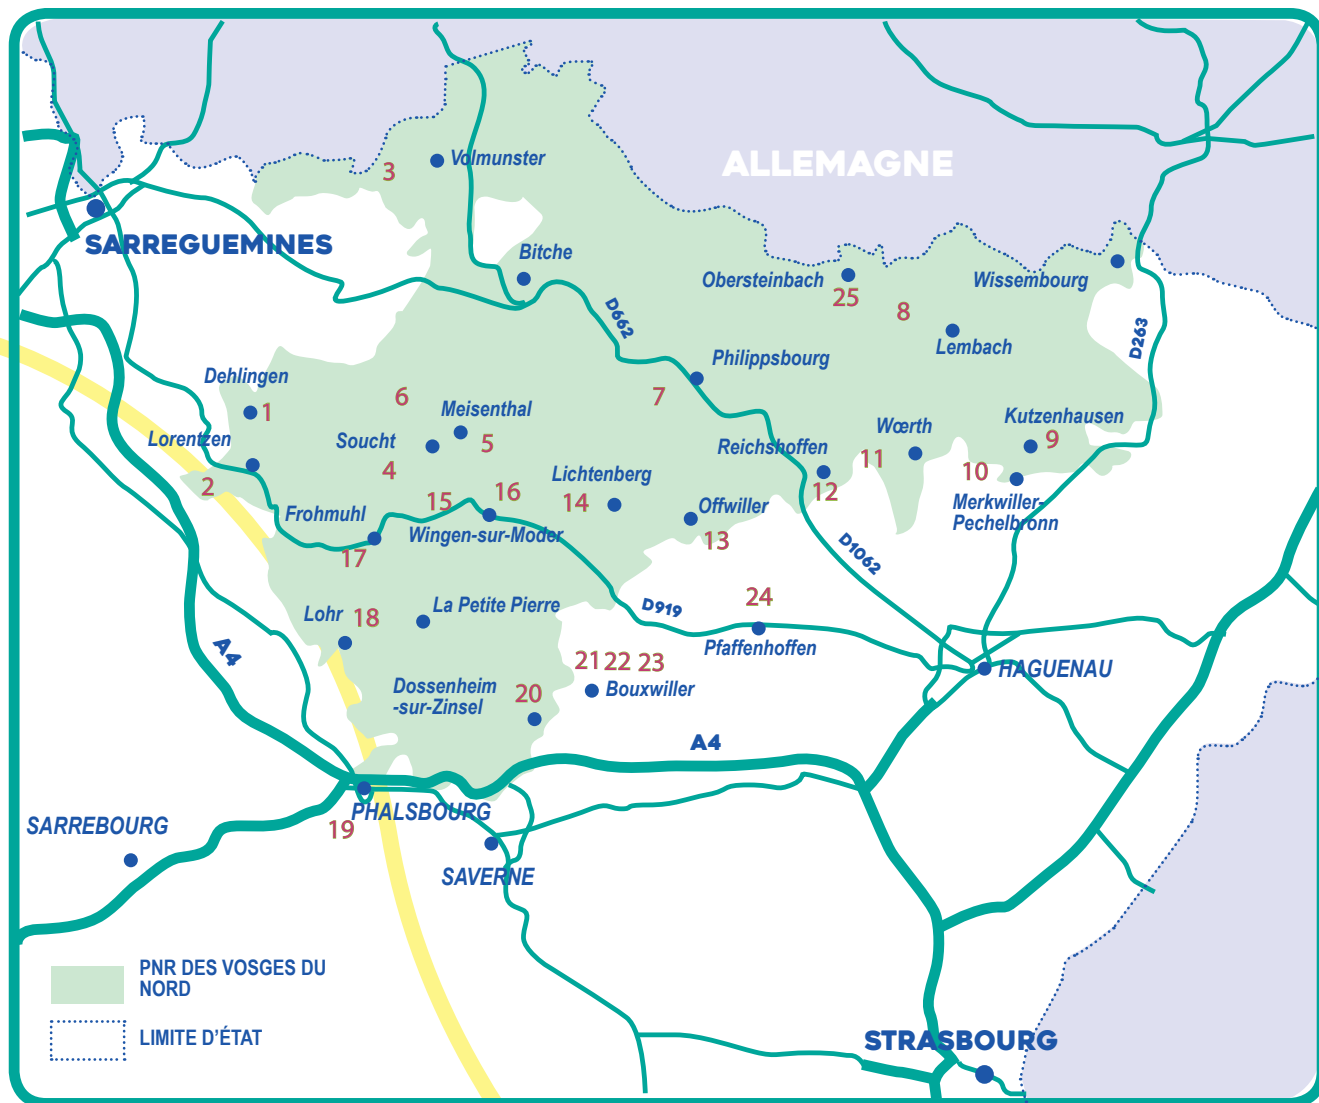 ALLEMAGNE
Volmunster
3
SARREGUEMINES
Bitche
Obersteinbach
25
Wissembourg
8
D662
D263
Lembach
Philippsbourg
Dehlingen
1
6
7
Meisenthal
Kutzenhausen
Lorentzen
Soucht
5
Reichshoffen
Wœrth
9
4
11
10
2
Lichtenberg
12
15
16
14
Merkwiller-
Pechelbronn
Frohmuhl
Offwiller
Wingen-sur-Moder
13
17
D1062
24
Lohr
18
La Petite Pierre
D919
Pfaffenhoffen
A4
21 22 23
HAGUENAU
Dossenheim
-sur-Zinsel
20
Bouxwiller
A4
PHALSBOURG
19
SARREBOURG
SAVERNE
PNR DES VOSGES DU
NORD
LIMITE D'ÉTAT
STRASBOURG